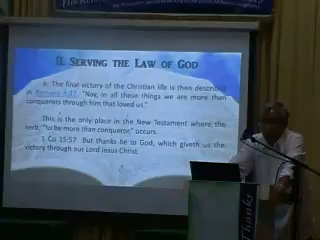 II. SERVING THE LAW OF GOD
b. The final victory of the Christian life is then described
in Romans 8:37, "Nay, in all these things we are more than
conquerors through him that loved us."
This is the only place in the New Testament where the
verb, "to be more than conqueror," occurs.
1 Co 15:57 But thanks be to God, which giveth us the
victory through our Lord Jesus Christ.
Thanks